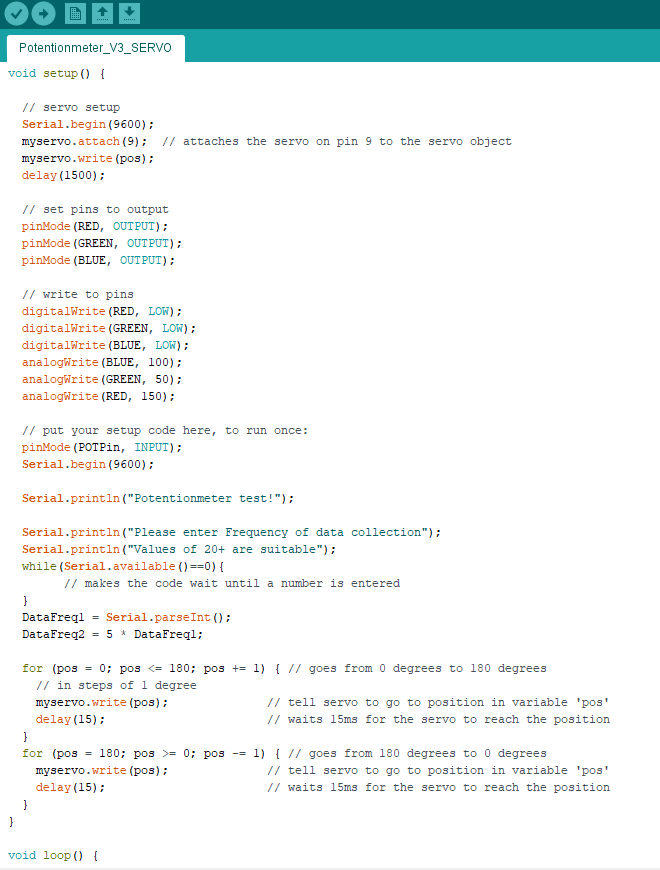 Potentionmeter_V3_SERVO
void setup() {

  // servo setup
  Serial.begin(9600);
  myservo.attach(9);  // attaches the servo on pin 9 to the servo object
  myservo.write(pos);
  delay(1500);

  // set pins to output
  pinMode(RED, OUTPUT);
  pinMode(GREEN, OUTPUT);
  pinMode(BLUE, OUTPUT);

  // write to pins
  digitalWrite(RED, LOW);
  digitalWrite(GREEN, LOW);
  digitalWrite(BLUE, LOW);
  analogWrite(BLUE, 100);
  analogWrite(GREEN, 50);
  analogWrite(RED, 150);

  // put your setup code here, to run once:
  pinMode(POTPin, INPUT);
  Serial.begin(9600);

  Serial.println("Potentionmeter test!");

  Serial.println("Please enter Frequency of data collection");
  Serial.println("Values of 20+ are suitable");
  while(Serial.available()==0){
        // makes the code wait until a number is entered
  }
  DataFreq1 = Serial.parseInt();
  DataFreq2 = 5 * DataFreq1;

  for (pos = 0; pos <= 180; pos += 1) { // goes from 0 degrees to 180 degrees
    // in steps of 1 degree
    myservo.write(pos);              // tell servo to go to position in variable 'pos'
    delay(15);                       // waits 15ms for the servo to reach the position
  }
  for (pos = 180; pos >= 0; pos -= 1) { // goes from 180 degrees to 0 degrees
    myservo.write(pos);              // tell servo to go to position in variable 'pos'
    delay(15);                       // waits 15ms for the servo to reach the position
  }
}

void loop() {